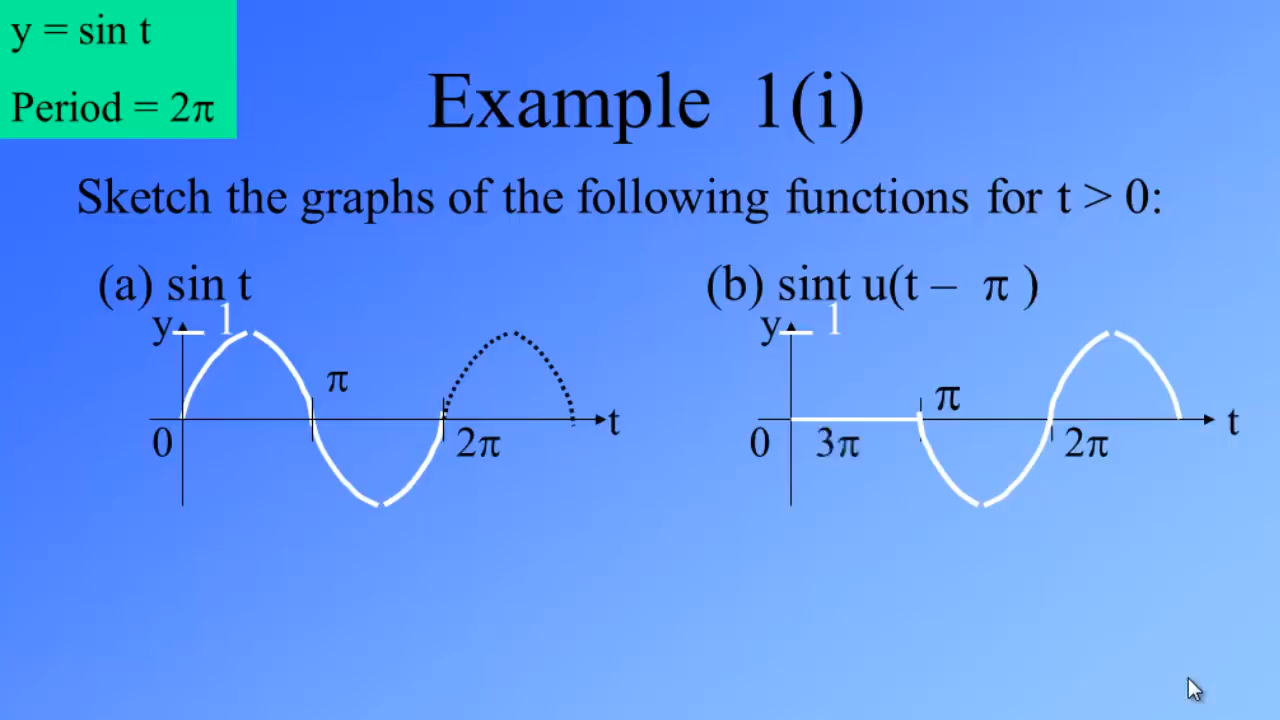 y = sin t
Period = 2π
Example 1(i)
Sketch the graphs of the following functions for t > 0:
(a) sin t
(b) sint u(t – π )
y 1
π
0
2π
t
y 1
π
0
3π
2π
t